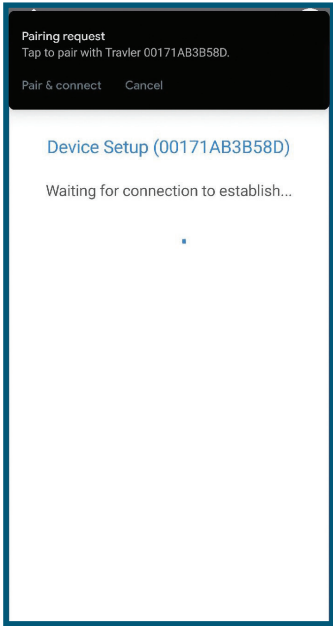 Pairing request
Tap to pair with Travler 00171AB3B58D.
Pair & connect Cancel
Device Setup (00171AB3B58D)
Waiting for connection to establish...